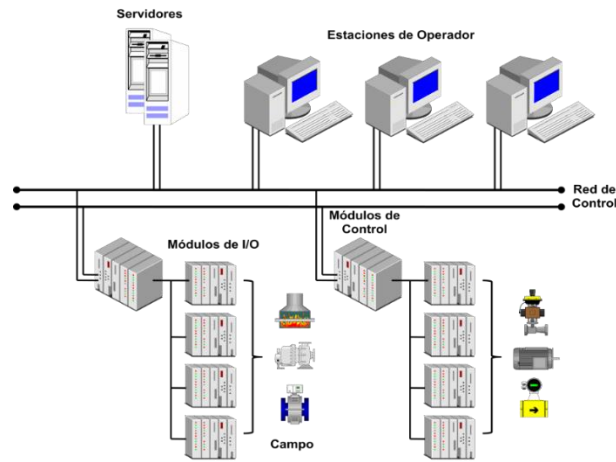 Servidores
Estaciones de Operador
Red de
Control
Módulos de
Control
Módulos de I/O
Campo